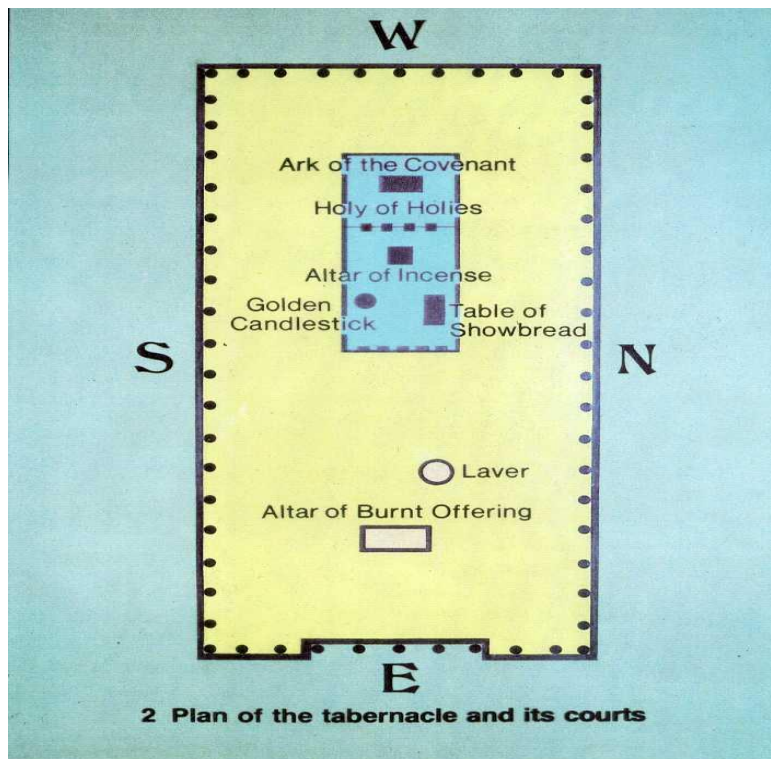 W
Ark of the Covenant
Holy of Holies
Altar of Incense
Golden
Candlestick
Table of
Showbread
S
N
Laver
Altar of Burnt Offering
E
2 Plan of the tabernacle and its courts